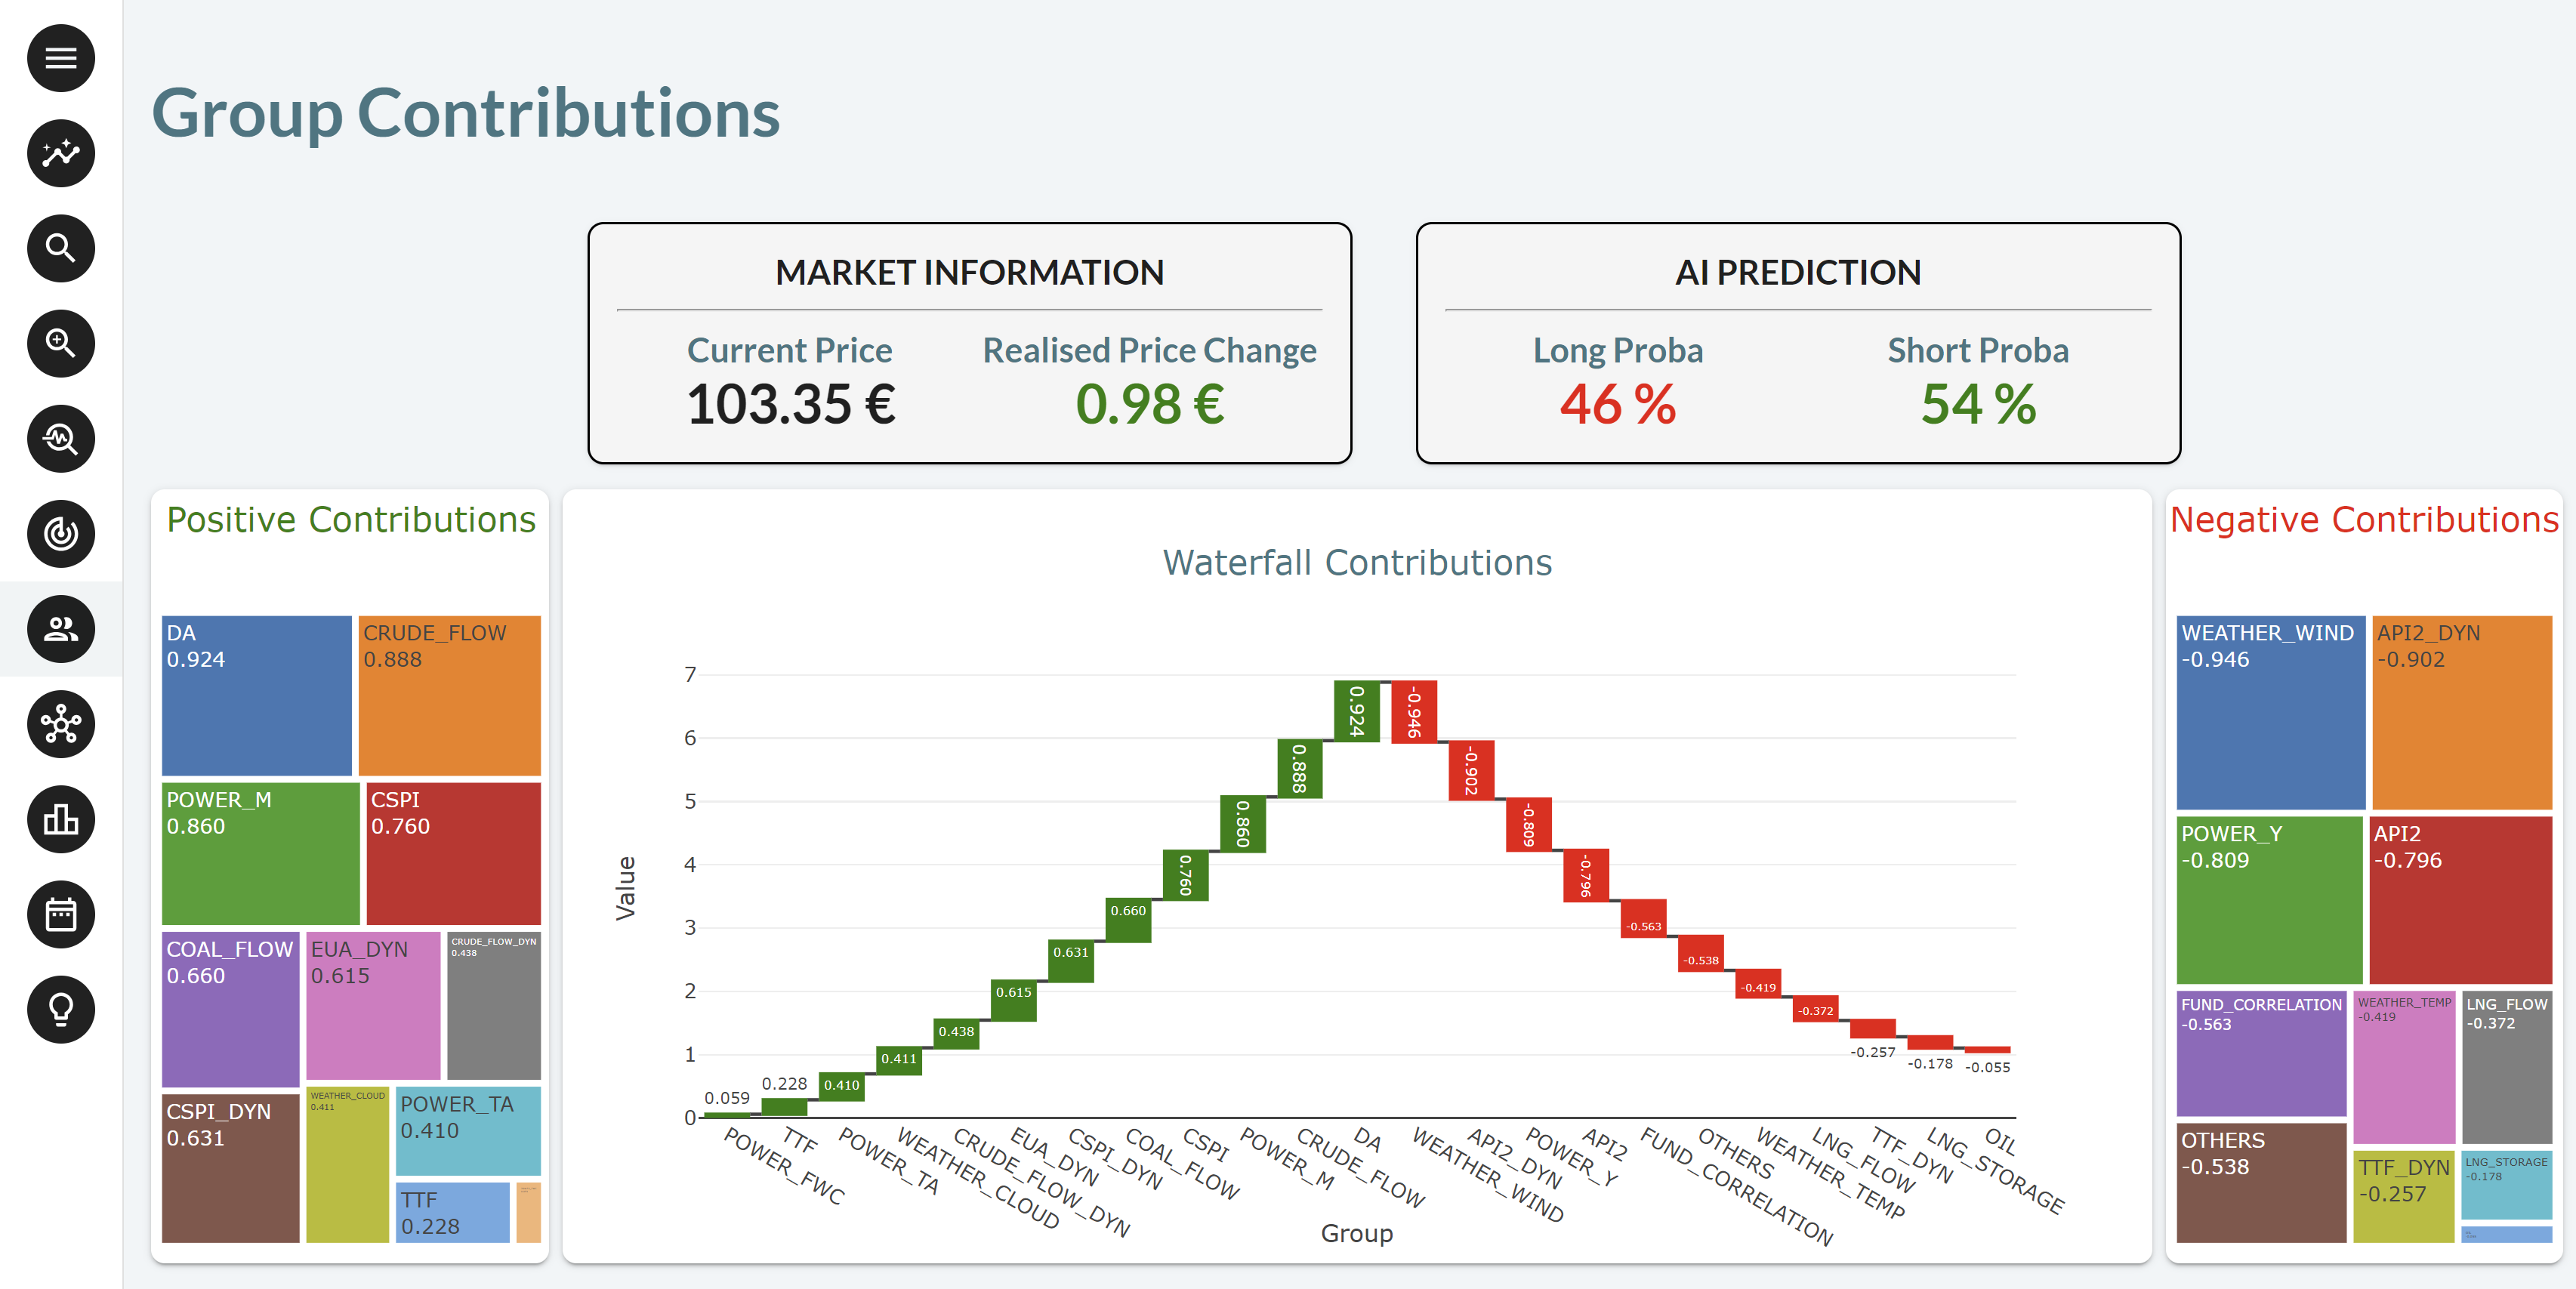 Group Contributions
MARKET INFORMATION
Current Price
103.35 €
Realised Price Change
0.98 €
AI PREDICTION
Long Proba
46 %
Short Proba
54 %
Positive Contributions
DA
0.924
CRUDE_FLOW
0.888
POWER_M
0.860
CSPI
0.760
COAL_FLOW
0.660
EUA_DYN
0.615
CRUDE_FLOW_DYN
0.438
CSPI_DYN
0.631
WEATHER_CLOUD
0.411
POWER_TA
0.410
TTF
0.228
Waterfall Contributions
Value
7
6
5
4
3
2
1
0
0.059
0.228
0.410
0.411
0.438
0.615
0.631
0.660
0.760
0.860
0.888
0.924
-0.946
-0.902
-0.809
-0.796
-0.563
-0.538
-0.419
-0.372
-0.257
-0.178
-0.055
POWER_FWC
TTF
POWER_TA
WEATHER_CLOUD
CRUDE_FLOW_DYN
EUA_DYN
CSPI_DYN
COAL_FLOW
CSPI
POWER_M
CRUDE_FLOW
DA
WEATHER_WIND
API2_DYN
POWER_Y
API2
FUND_CORRELATION
OTHERS
WEATHER_TEMP
LNG_FLOW
TTF_DYN
LNG_STORAGE
OIL
Group
Negative Contributions
WEATHER_WIND
-0.946
API2_DYN
-0.902
POWER_Y
-0.809
API2
-0.796
FUND_CORRELATION
-0.563
WEATHER_TEMP
-0.419
LNG_FLOW
-0.372
OTHERS
-0.538
TTF_DYN
-0.257
LNG_STORAGE
-0.178